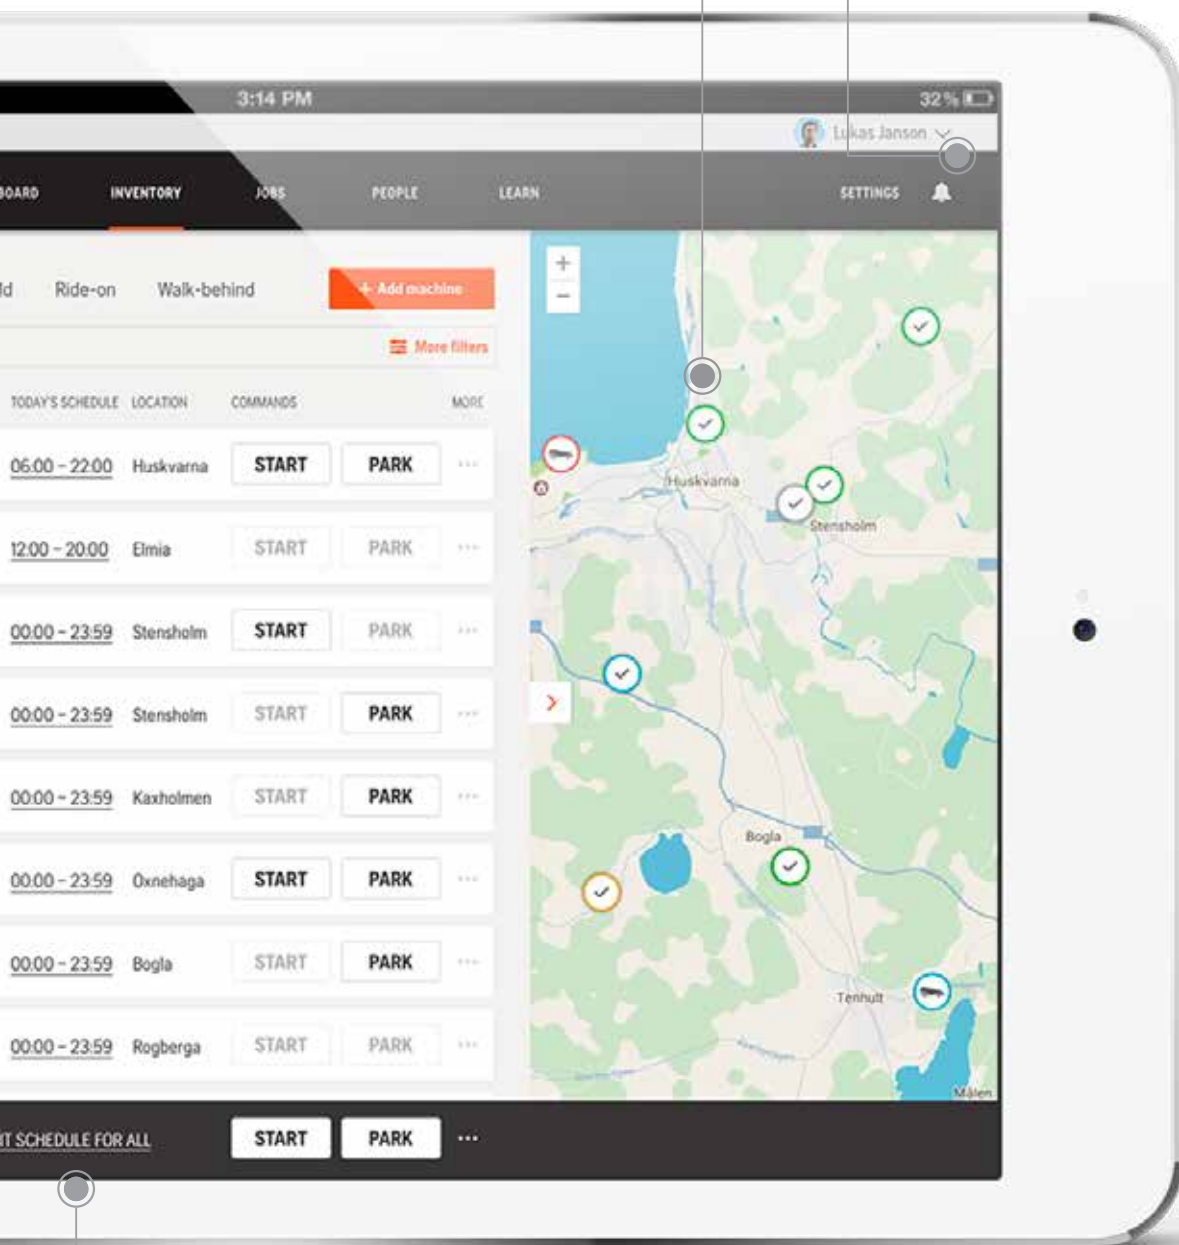 3:14 PM 32%
Lukas Janson
BOARD INVENTORY JOBS PEOPLE LEARN SETTINGS
ld Ride-on Walk-behind + Add machine
More filters
TODAY'S SCHEDULE LOCATION COMMANDS MORE
06:00 – 22:00 Huskvarna START PARK ...
12:00 – 20:00 Elmia START PARK ...
00:00 – 23:59 Stensholm START PARK ...
00:00 – 23:59 Stensholm START PARK ...
00:00 – 23:59 Kaxholmen START PARK ...
00:00 – 23:59 Oxnehaga START PARK ...
00:00 – 23:59 Bogla START PARK ...
00:00 – 23:59 Rogberga START PARK ...
IT SCHEDULE FOR ALL START PARK ...
+
−
Huskvarna
Stensholm
Bogla
Tenhult
Målen